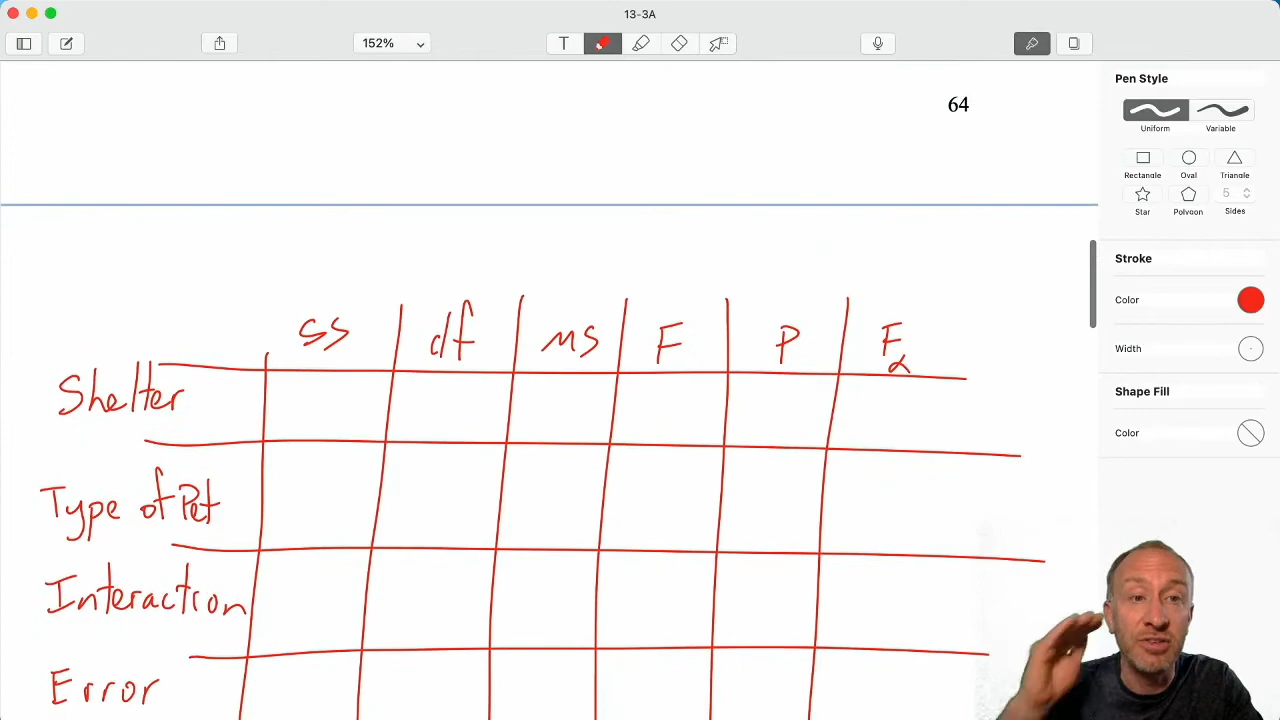 13-3A
152%
T
Pen Style
64
Uniform Variable
Rectangle Oval Triangle
5
Star Polygon Sides
Stroke
Color
SS df MS F P Fα
Width
Shelter
Shape Fill
Color
Type of Pet
Interaction
Error